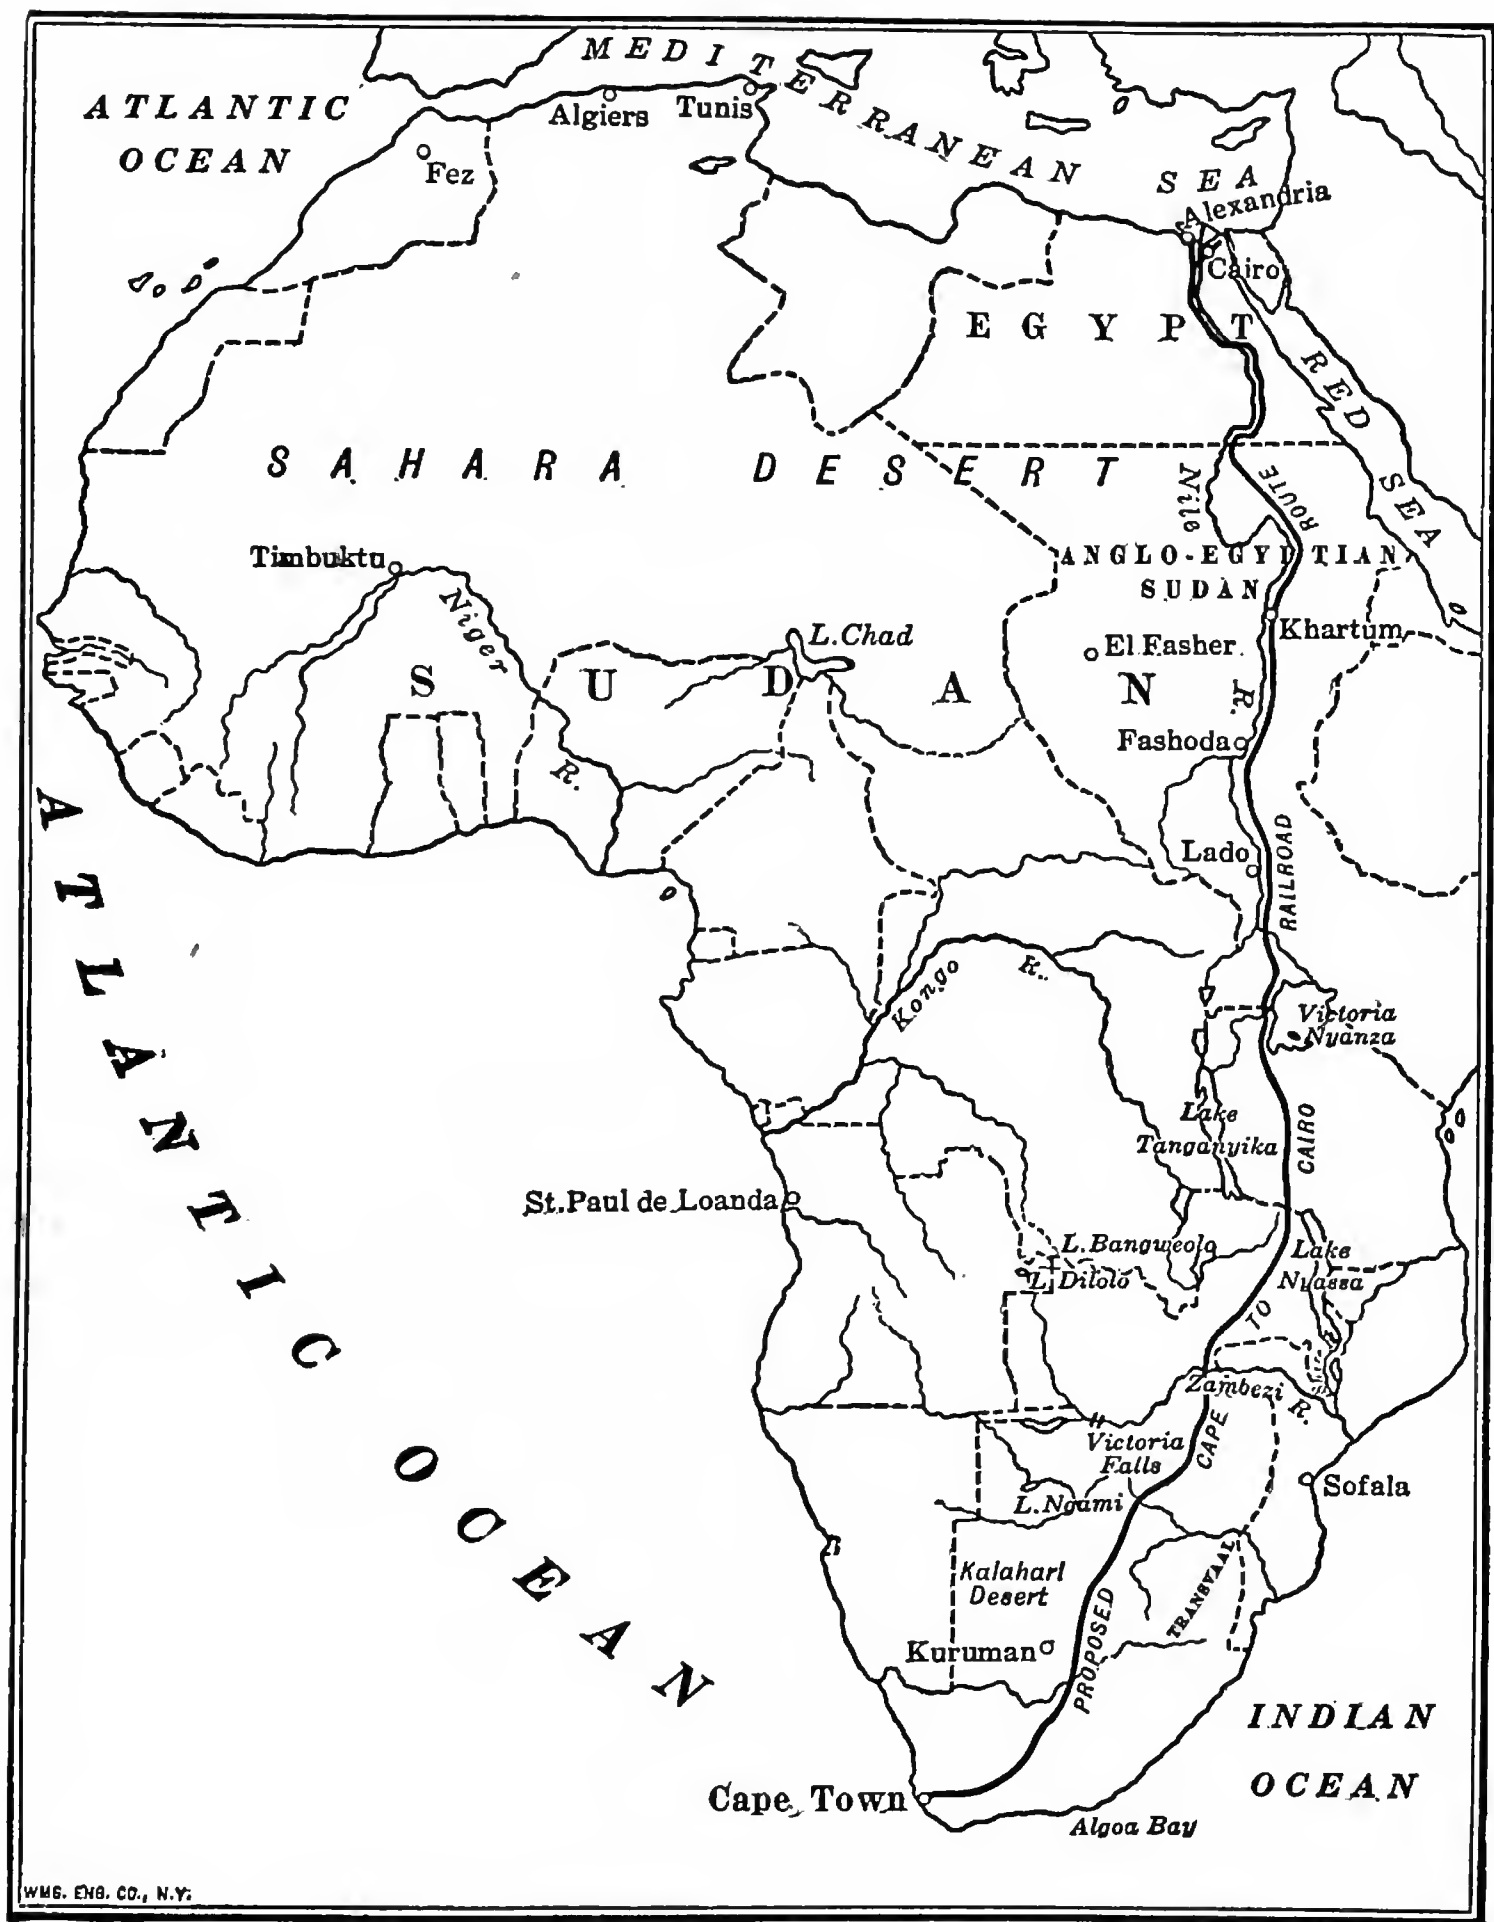 MEDITERRANEAN SEA
ATLANTIC
OCEAN
Algiers
Tunis
Fez
Alexandria
Cairo
EGYPT
RED SEA
SAHARA DESERT
Nile
ROUTE
Timbuktu
ANGLO-EGYPTIAN
SUDAN
Niger
L. Chad
El Fasher
Khartum
SUDAN
R.
Fashoda
R.
Lado
RAILROAD
ATLANTIC OCEAN
Kongo R.
Victoria
Nyanza
Lake
Tanganyika
CAIRO
St. Paul de Loanda
L. Bangweolo
L. Dilolo
Lake
Nyassa
TO
Zambezi R.
CAPE
Victoria
Falls
L. Ngami
Sofala
Kalahari
Desert
TRANSVAAL
PROPOSED
Kuruman
INDIAN
OCEAN
Cape Town
Algoa Bay
WMS. ENG. CO., N.Y.